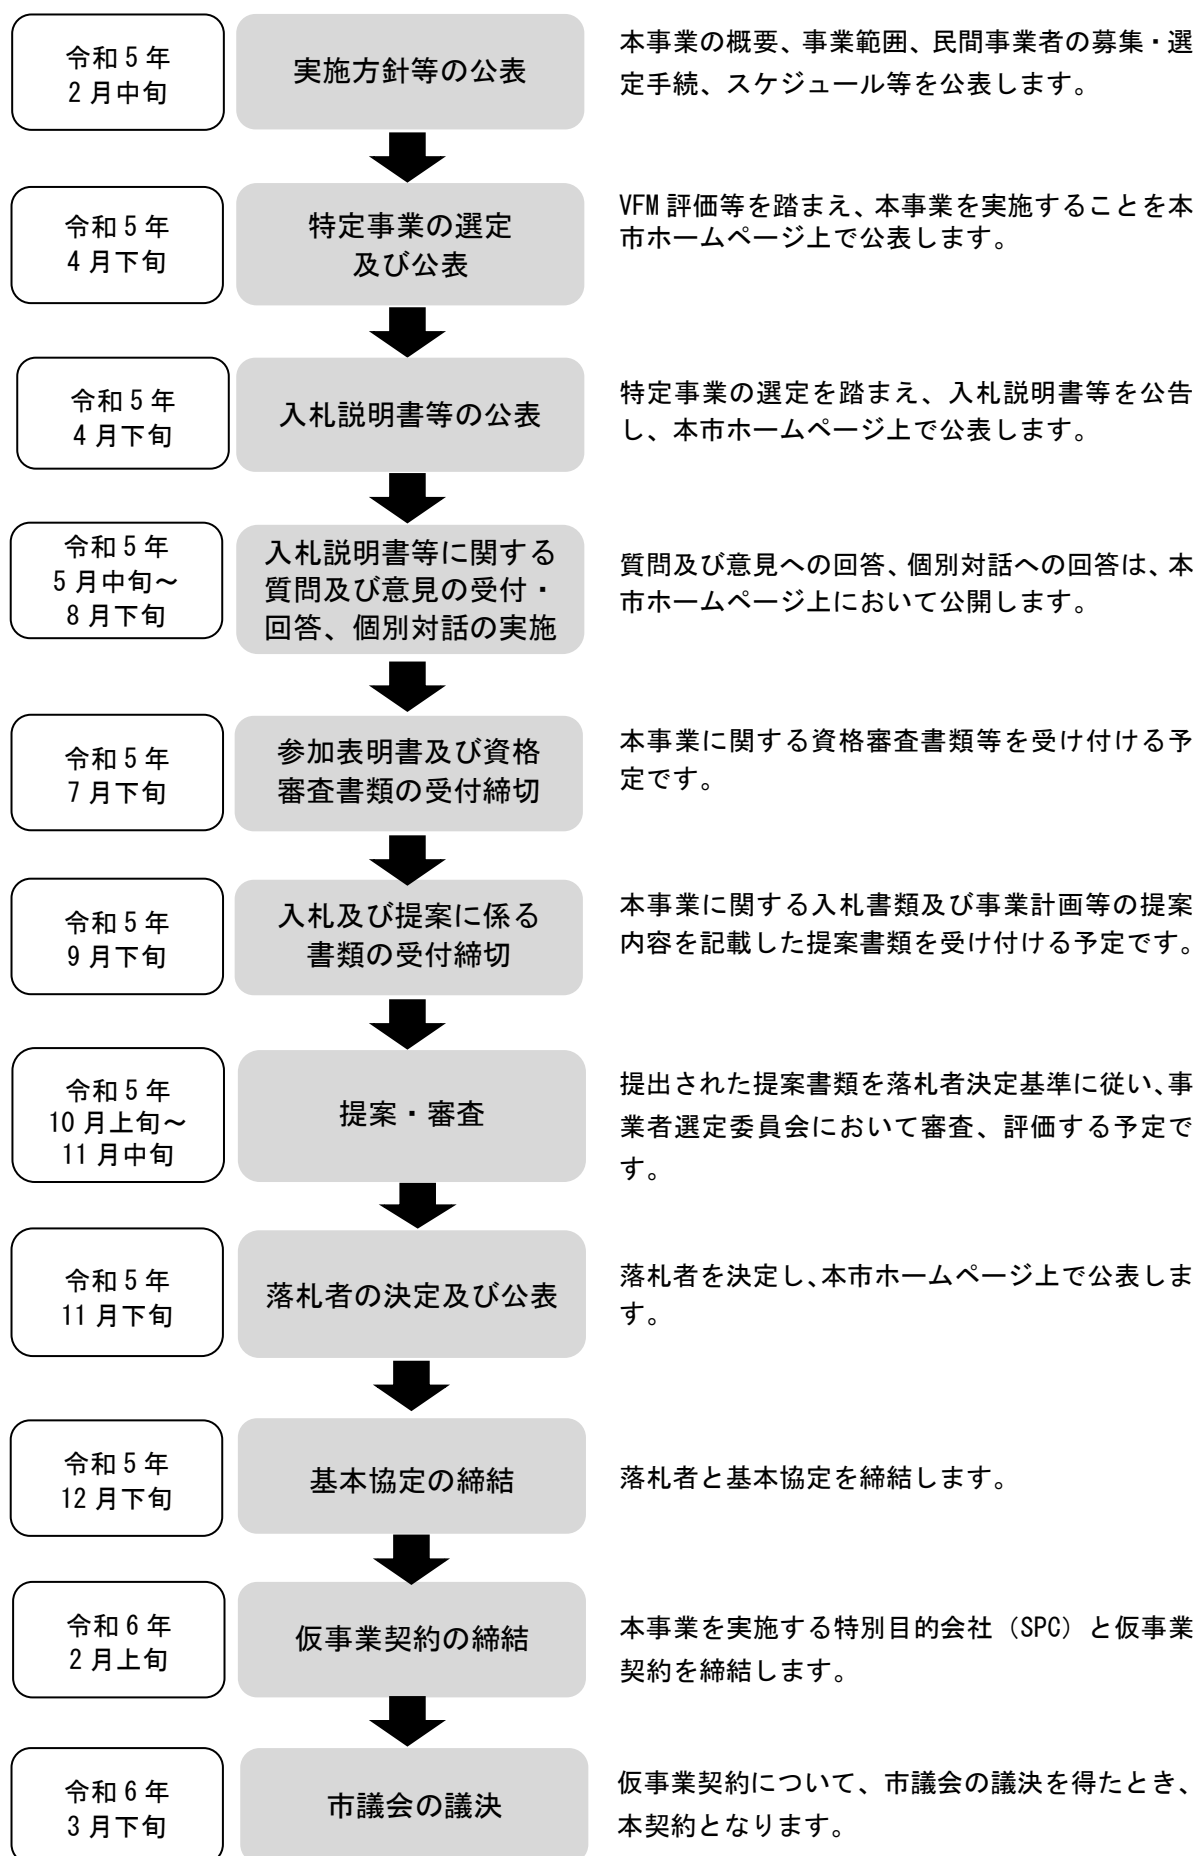 令和５年
２月中旬
実施方針等の公表
本事業の概要、事業範囲、民間事業者の募集・選
定手続、スケジュール等を公表します。
令和５年
４月下旬
特定事業の選定
及び公表
VFM 評価等を踏まえ、本事業を実施することを本
市ホームページ上で公表します。
令和５年
４月下旬
入札説明書等の公表
特定事業の選定を踏まえ、入札説明書等を公告
し、本市ホームページ上で公表します。
令和５年
５月中旬～
８月下旬
入札説明書等に関する
質問及び意見の受付・
回答、個別対話の実施
質問及び意見への回答、個別対話への回答は、本
市ホームページ上において公開します。
令和５年
７月下旬
参加表明書及び資格
審査書類の受付締切
本事業に関する資格審査書類等を受け付ける予
定です。
令和５年
９月下旬
入札及び提案に係る
書類の受付締切
本事業に関する入札書類及び事業計画等の提案
内容を記載した提案書類を受け付ける予定です。
令和５年
10 月上旬～
11 月中旬
提案・審査
提出された提案書類を落札者決定基準に従い、事
業者選定委員会において審査、評価する予定で
す。
令和５年
11 月下旬
落札者の決定及び公表
落札者を決定し、本市ホームページ上で公表しま
す。
令和５年
12 月下旬
基本協定の締結
落札者と基本協定を締結します。
令和６年
２月上旬
仮事業契約の締結
本事業を実施する特別目的会社（SPC）と仮事業
契約を締結します。
令和６年
３月下旬
市議会の議決
仮事業契約について、市議会の議決を得たとき、
本契約となります。